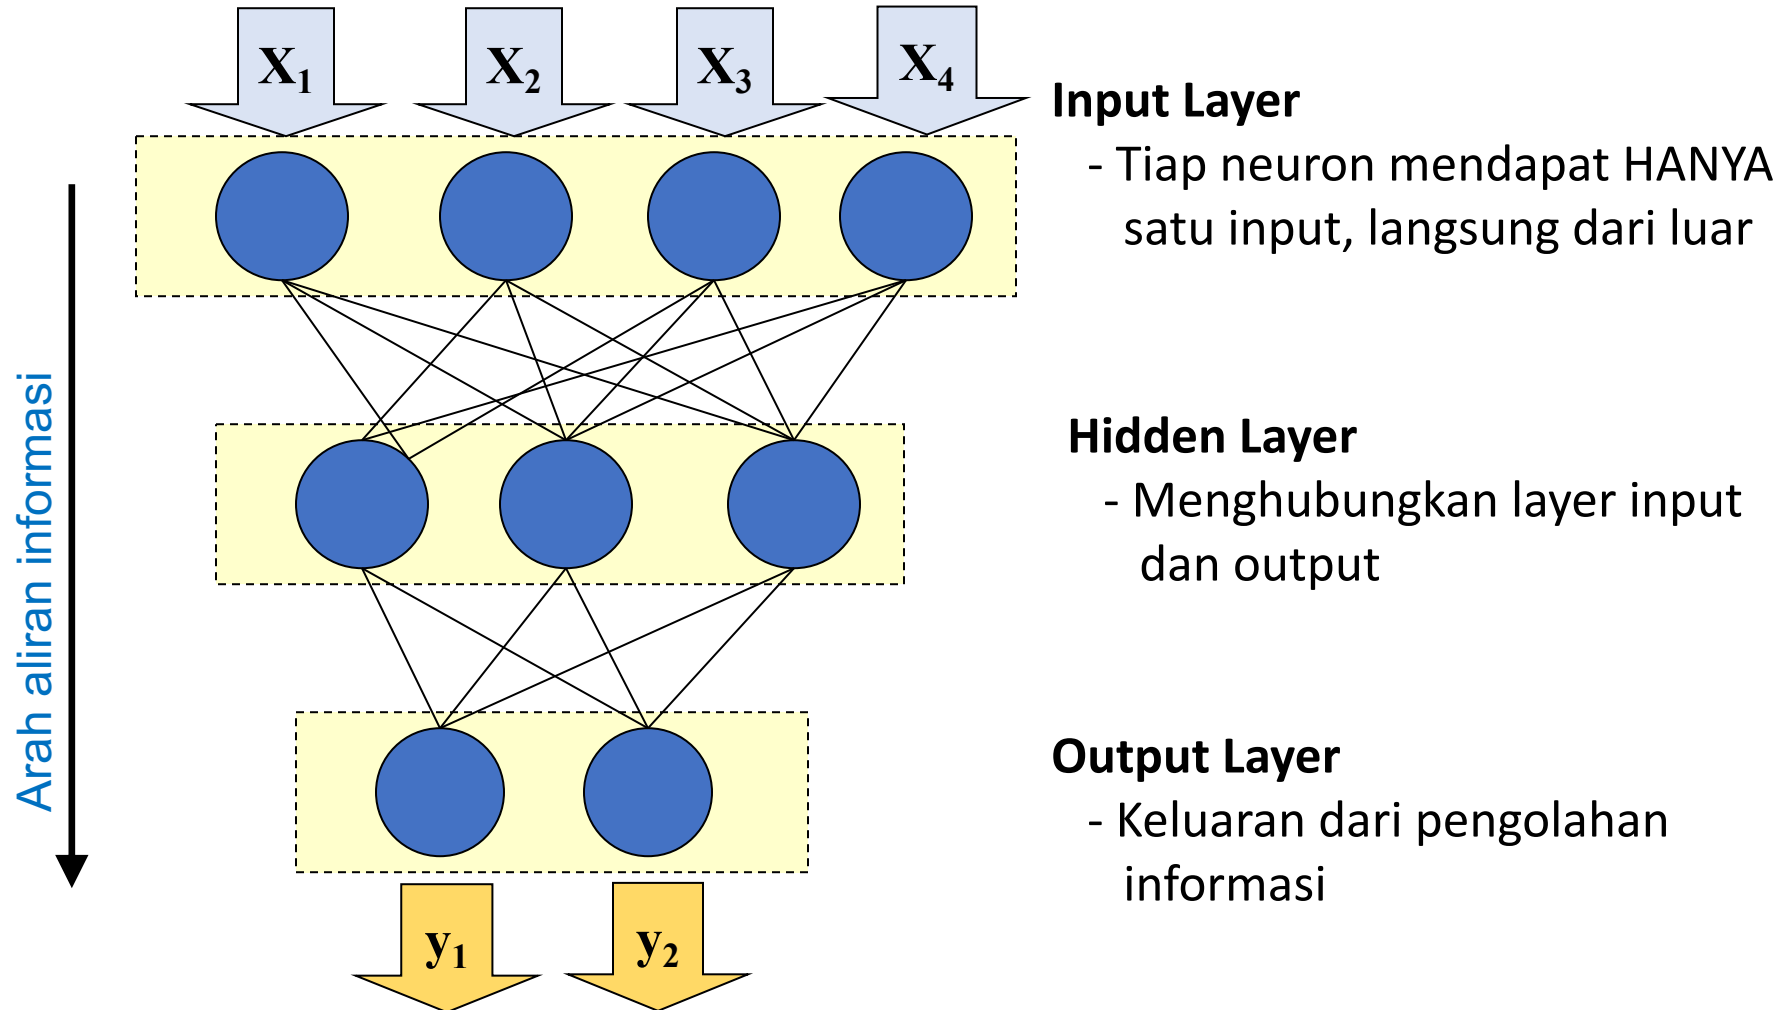 X1 X2 X3 X4
Input Layer
- Tiap neuron mendapat HANYA
satu input, langsung dari luar
Arah aliran informasi
Hidden Layer
- Menghubungkan layer input
dan output
Output Layer
- Keluaran dari pengolahan
informasi
y1 y2